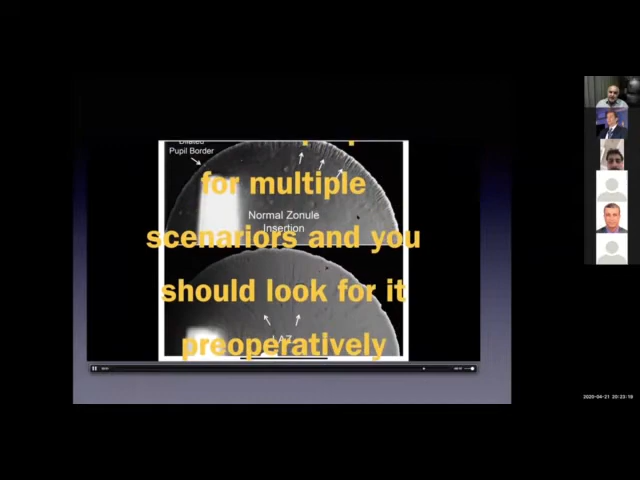 Dilated
Pupil Border
for multiple
Normal Zonule
Insertion
scenariors and you
should look for it
LAZ
preoperatively
2020-04-21 20:23:19